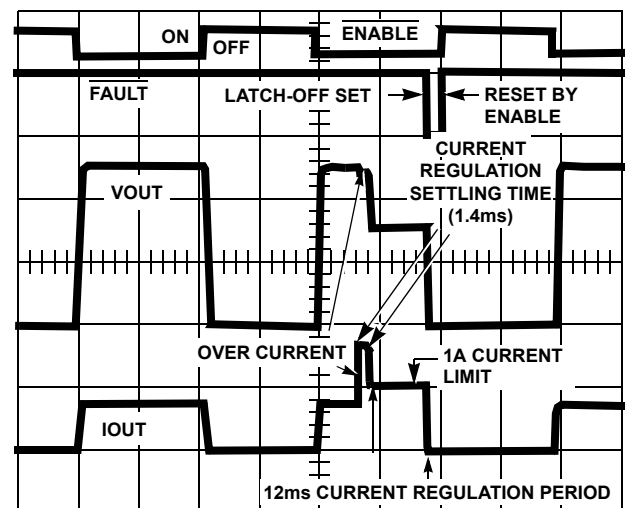 ON
OFF
ENABLE
FAULT
LATCH-OFF SET
RESET BY
ENABLE
CURRENT
REGULATION
SETTLING TIME
(1.4ms)
VOUT
OVER CURRENT
1A CURRENT
LIMIT
IOUT
12ms CURRENT REGULATION PERIOD